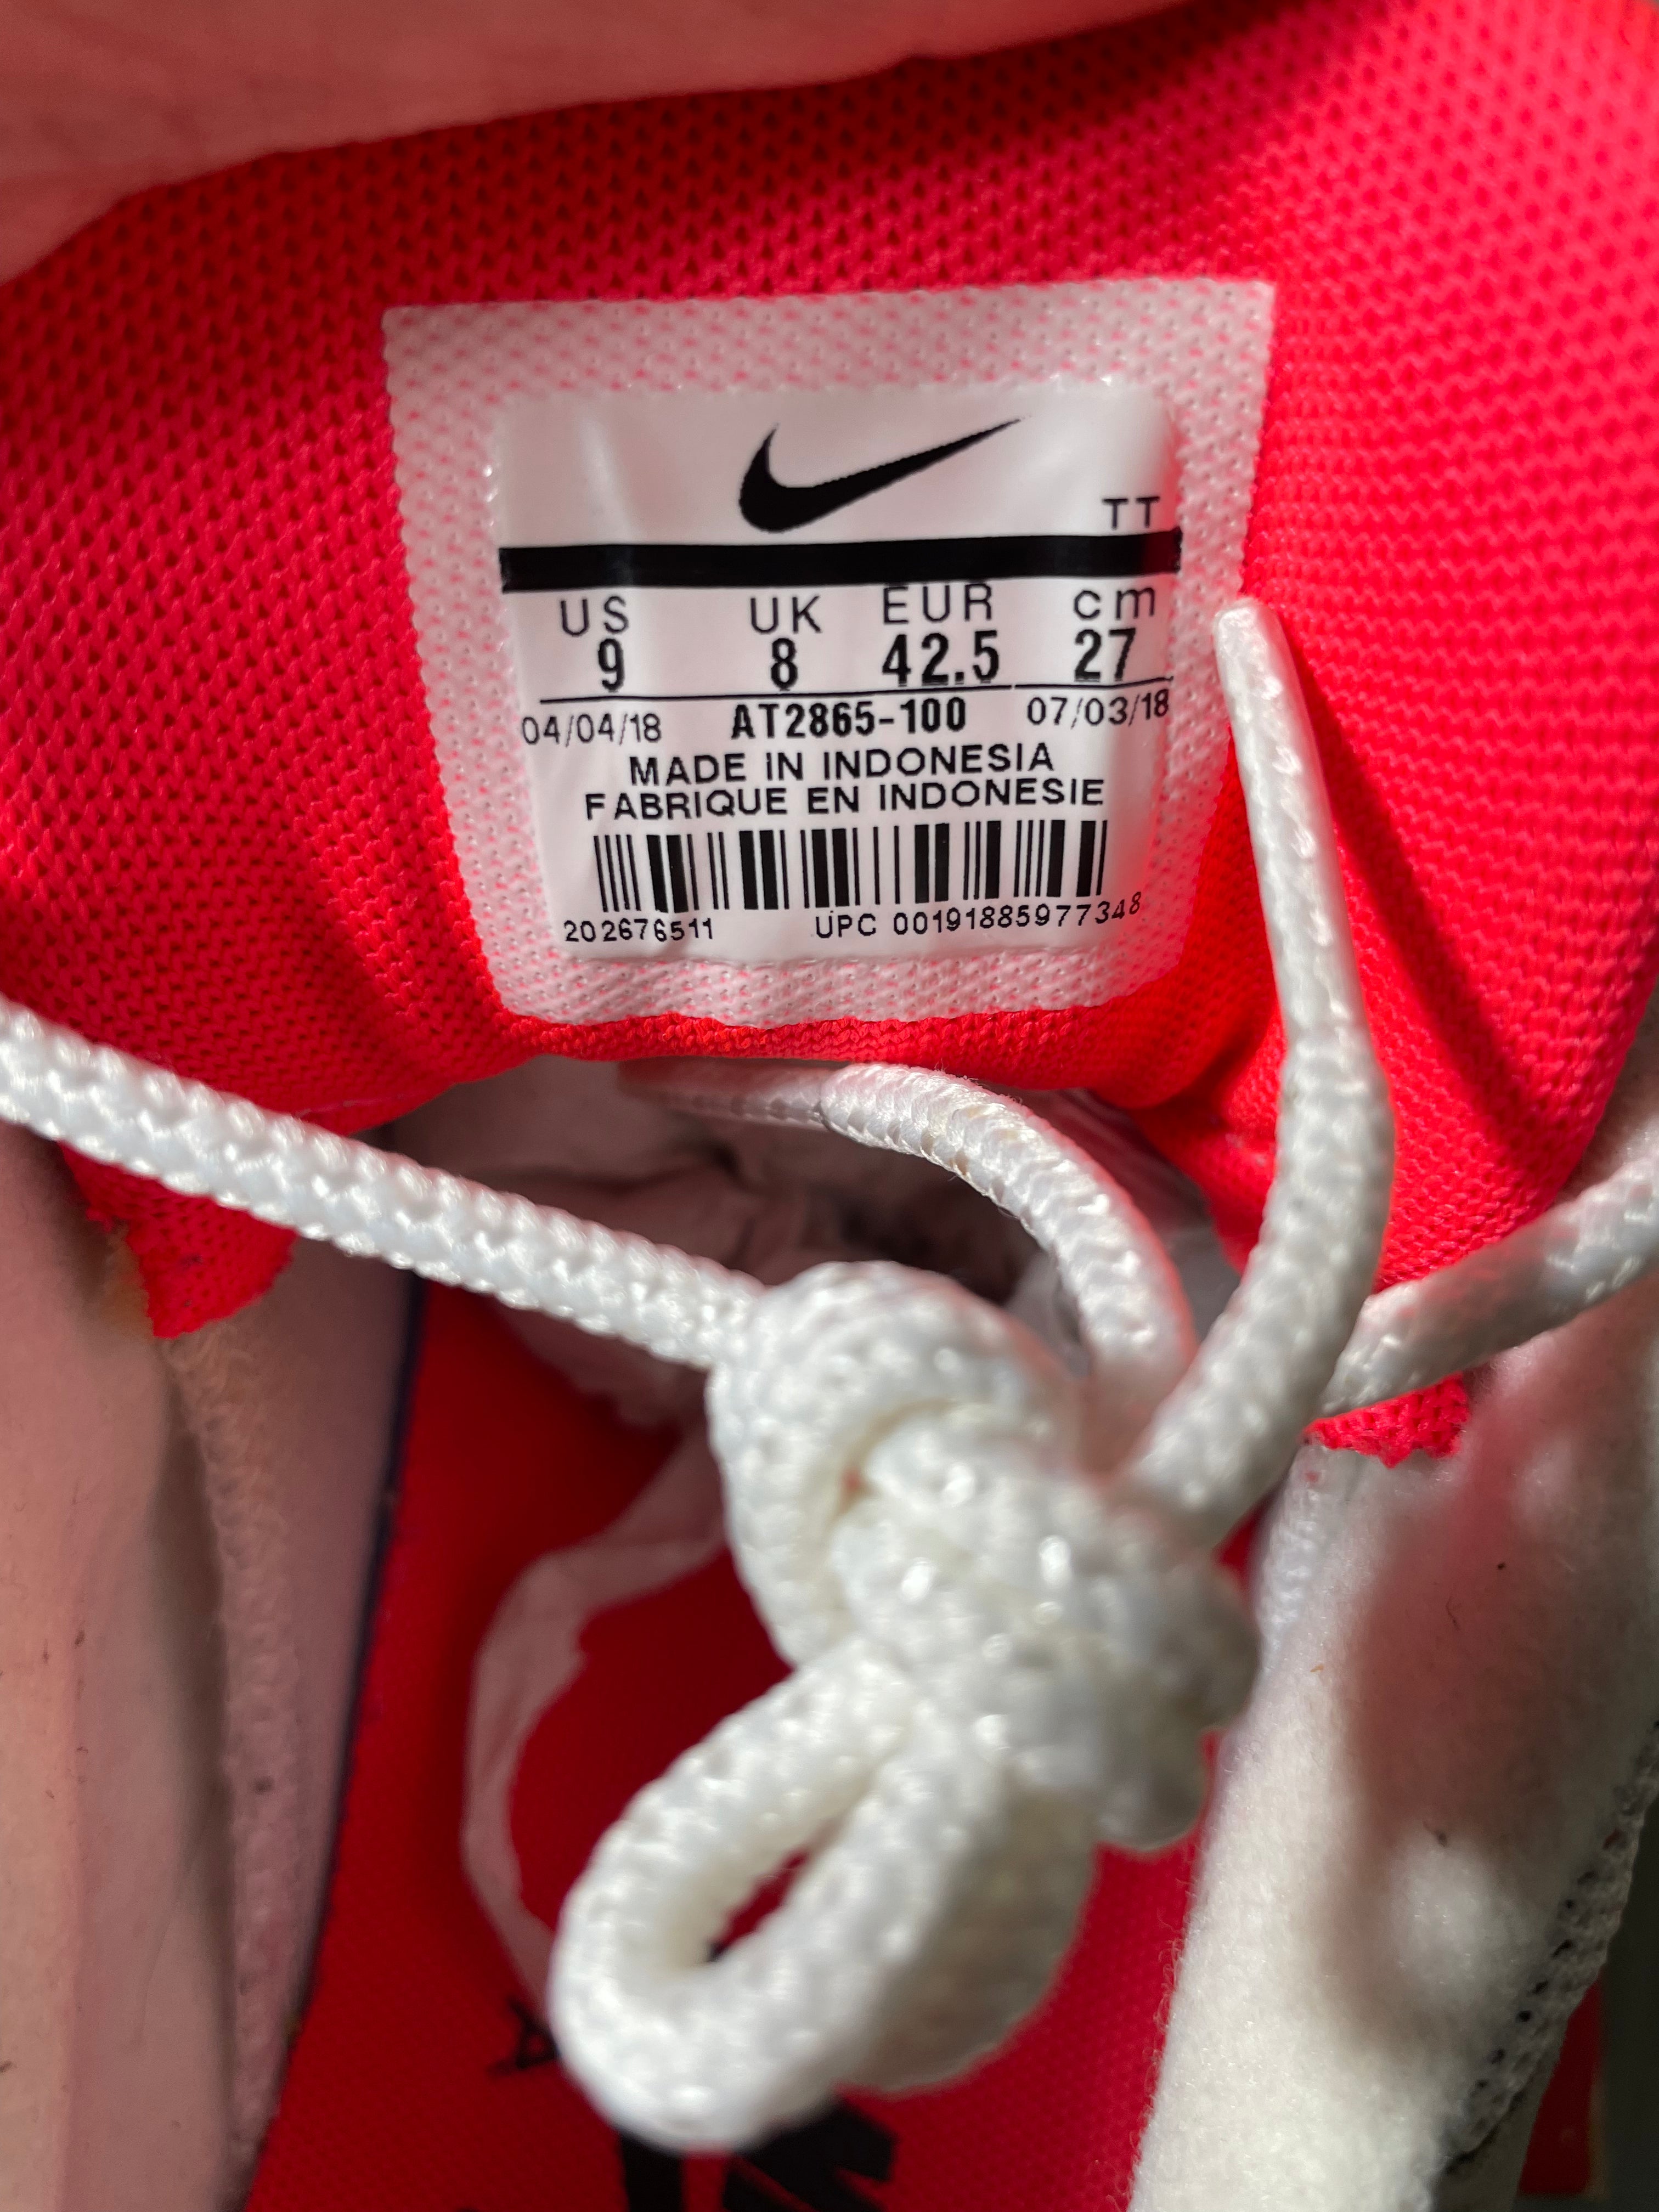 TT
US UK EUR cm
9 8 42.5 27
04/04/18 AT2865-100 07/03/18
MADE IN INDONESIA
FABRIQUE EN INDONESIE
202676511 UPC 00191885977348